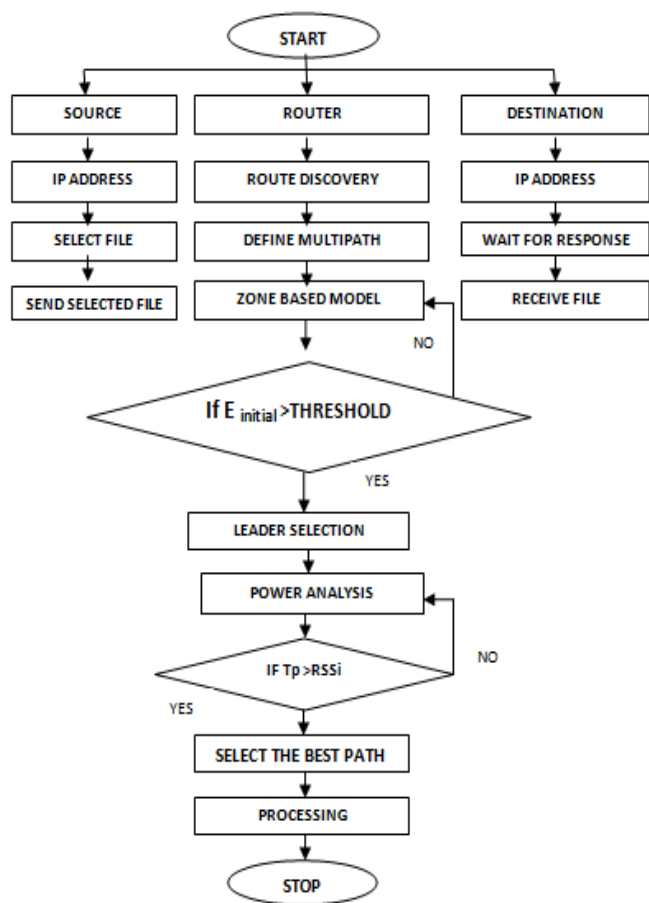 START
SOURCE
ROUTER
DESTINATION
IP ADDRESS
ROUTE DISCOVERY
IP ADDRESS
SELECT FILE
DEFINE MULTIPATH
WAIT FOR RESPONSE
SEND SELECTED FILE
ZONE BASED MODEL
RECEIVE FILE
NO
If E initial >THRESHOLD
YES
LEADER SELECTION
POWER ANALYSIS
IF Tp >RSSi
NO
YES
SELECT THE BEST PATH
PROCESSING
STOP